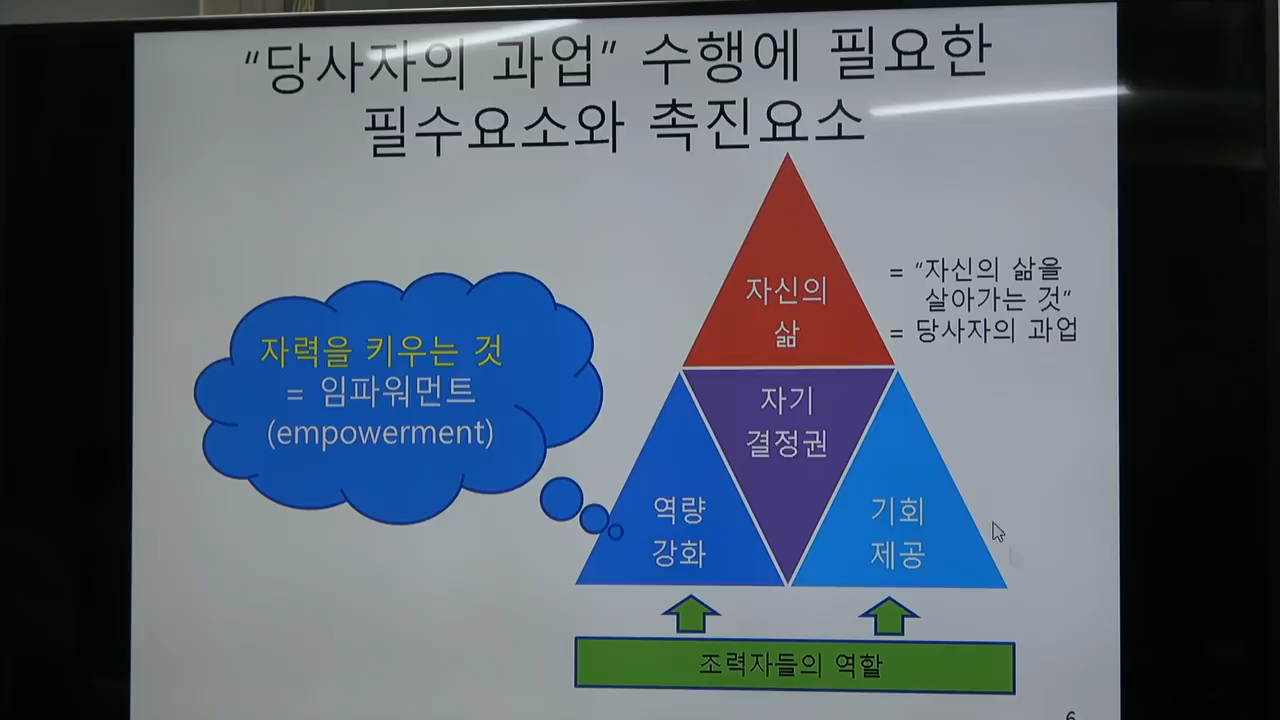 “당사자의 과업” 수행에 필요한
필수요소와 촉진요소
자력을 키우는 것
= 임파워먼트
(empowerment)
자신의
삶
= “자신의 삶을
살아가는 것”
= 당사자의 과업
자기
결정권
역량
강화
기회
제공
조력자들의 역할
6